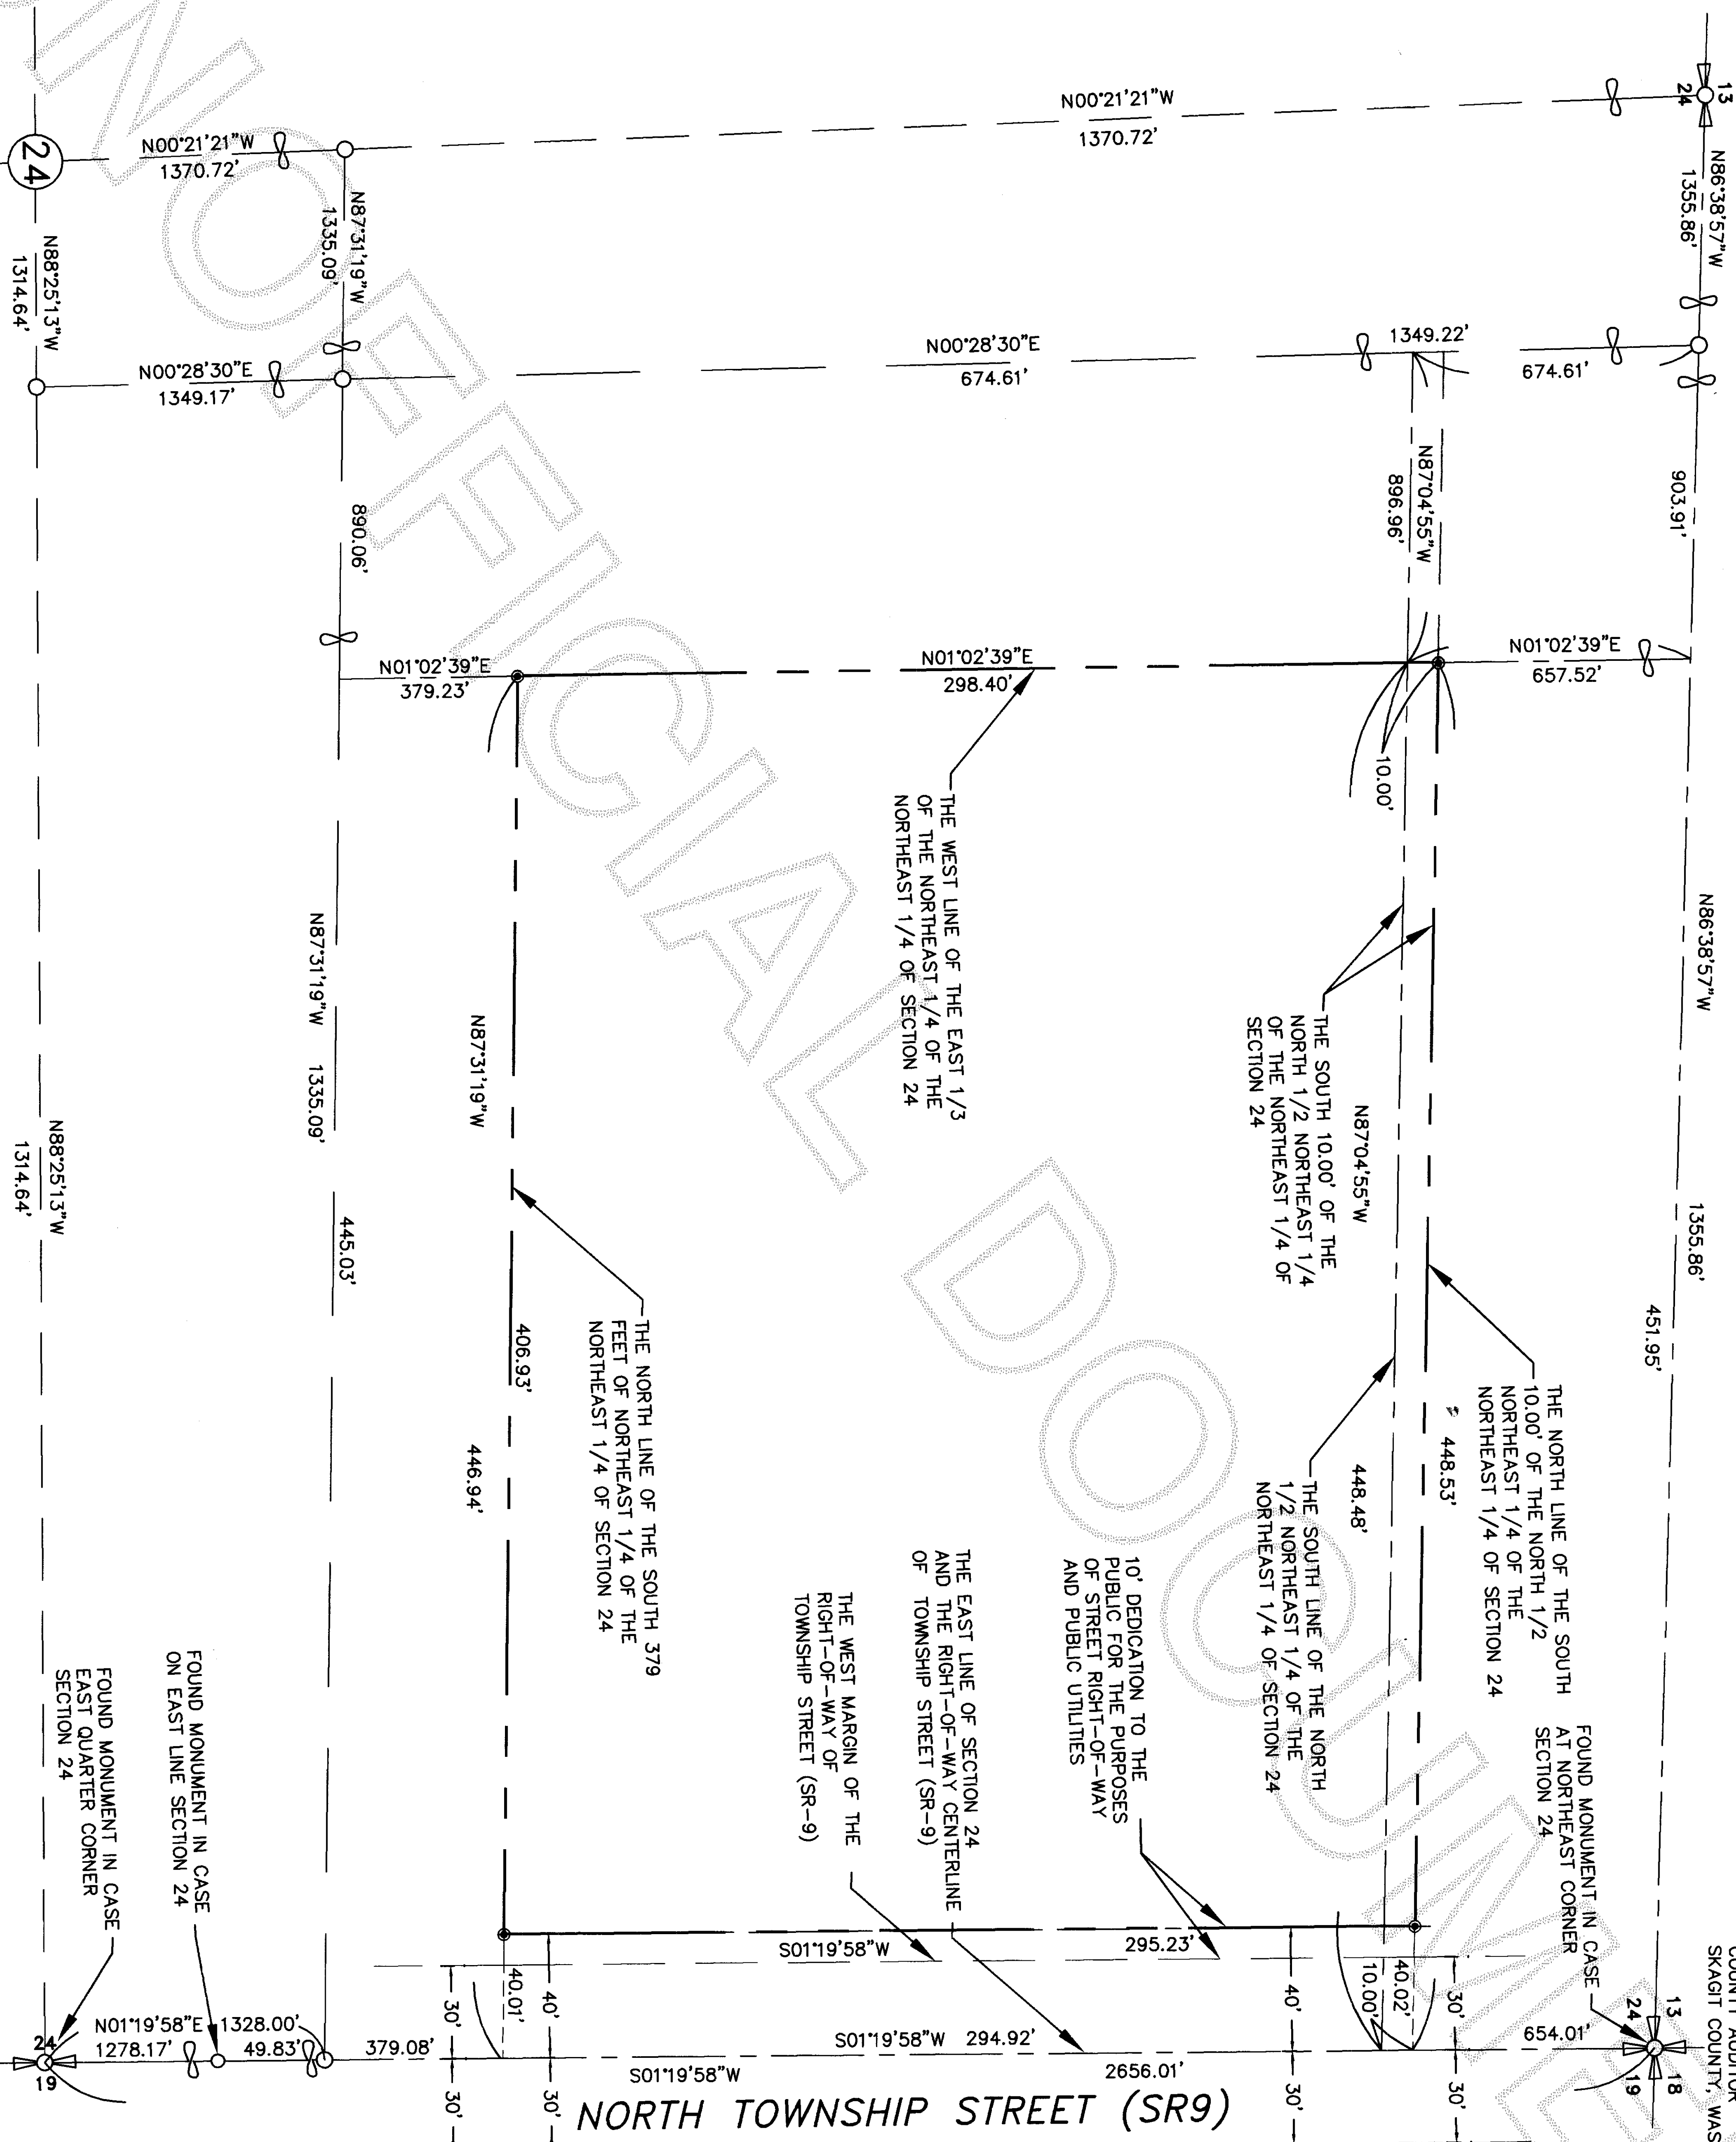 N00°21'21"W
1370.72'
13
24
N00°21'21"W
1370.72'
24
N86°38'57"W
1355.86'
N87°31'19"W
1335.09'
N88°25'13"W
1314.64'
N00°28'30"E
1349.17'
N00°28'30"E
674.61'
1349.22'
674.61'
N87°04'55"W
896.96'
903.91'
890.06'
N01°02'39"E
379.23'
N01°02'39"E
298.40'
N01°02'39"E
657.52'
10.00'
THE WEST LINE OF THE EAST 1/3
OF THE NORTHEAST 1/4 OF THE
NORTHEAST 1/4 OF SECTION 24
N86°38'57"W
1355.86'
451.95'
THE SOUTH 10.00' OF THE
NORTH 1/2 NORTHEAST 1/4
OF THE NORTHEAST 1/4 OF
SECTION 24
N87°04'55"W
N87°31'19"W
N87°31'19"W 1335.09'
445.03'
N88°25'13"W
1314.64'
406.93'
446.94'
THE NORTH LINE OF THE SOUTH 379
FEET OF NORTHEAST 1/4 OF THE
NORTHEAST 1/4 OF SECTION 24
THE NORTH LINE OF THE SOUTH
10.00' OF THE NORTH 1/2
NORTHEAST 1/4 OF THE
NORTHEAST 1/4 OF SECTION 24
448.53'
448.48'
THE SOUTH LINE OF THE NORTH
1/2 NORTHEAST 1/4 OF THE
NORTHEAST 1/4 OF SECTION 24
10' DEDICATION TO THE
PUBLIC FOR THE PURPOSES
OF STREET RIGHT-OF-WAY
AND PUBLIC UTILITIES
THE EAST LINE OF SECTION 24
AND THE RIGHT-OF-WAY CENTERLINE
OF TOWNSHIP STREET (SR-9)
THE WEST MARGIN OF THE
RIGHT-OF-WAY OF
TOWNSHIP STREET (SR-9)
FOUND MONUMENT IN CASE
AT NORTHEAST CORNER
SECTION 24
FOUND MONUMENT IN CASE
ON EAST LINE SECTION 24
FOUND MONUMENT IN CASE
EAST QUARTER CORNER
SECTION 24
COUNTY AUDITOR
SKAGIT COUNTY, WAS
S01°19'58"W
295.23'
40.01'
40'
30'
40'
10.00'
40.02'
30'
13
24
18
19
654.01'
S01°19'58"W 294.92'
2656.01'
S01°19'58"W
379.08'
N01°19'58"E
1278.17'
1328.00'
49.83'
24
19
30'
30'
30'
30'
NORTH TOWNSHIP STREET (SR9)
UNOFFICIAL DOCUME